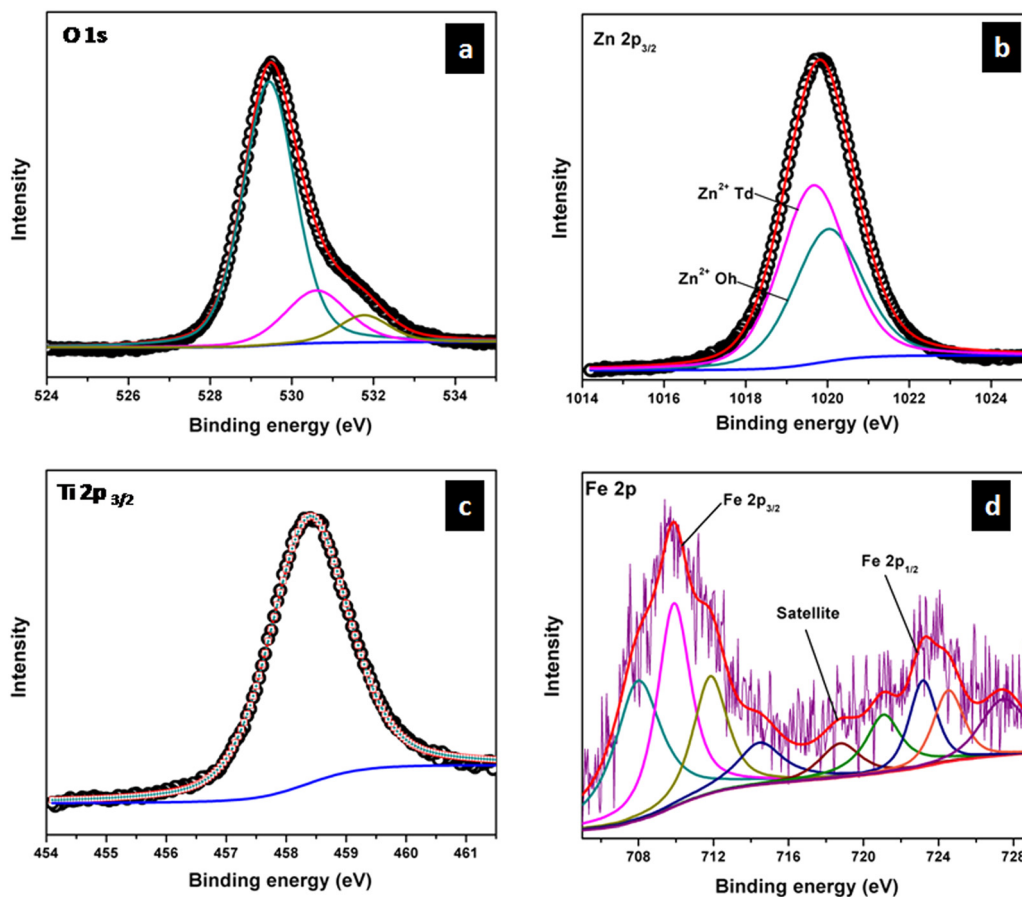 O 1s
a
Intensity
524 526 528 530 532 534
Binding energy (eV)
Zn 2p3/2
b
Zn2+ Td
Zn2+ Oh
Intensity
1014 1016 1018 1020 1022 1024
Binding energy (eV)
Ti 2p 3/2
c
Intensity
454 455 456 457 458 459 460 461
Binding energy (eV)
Fe 2p
d
Fe 2p3/2
Fe 2p1/2
Satellite
Intensity
708 712 716 720 724 728
Binding energy (eV)